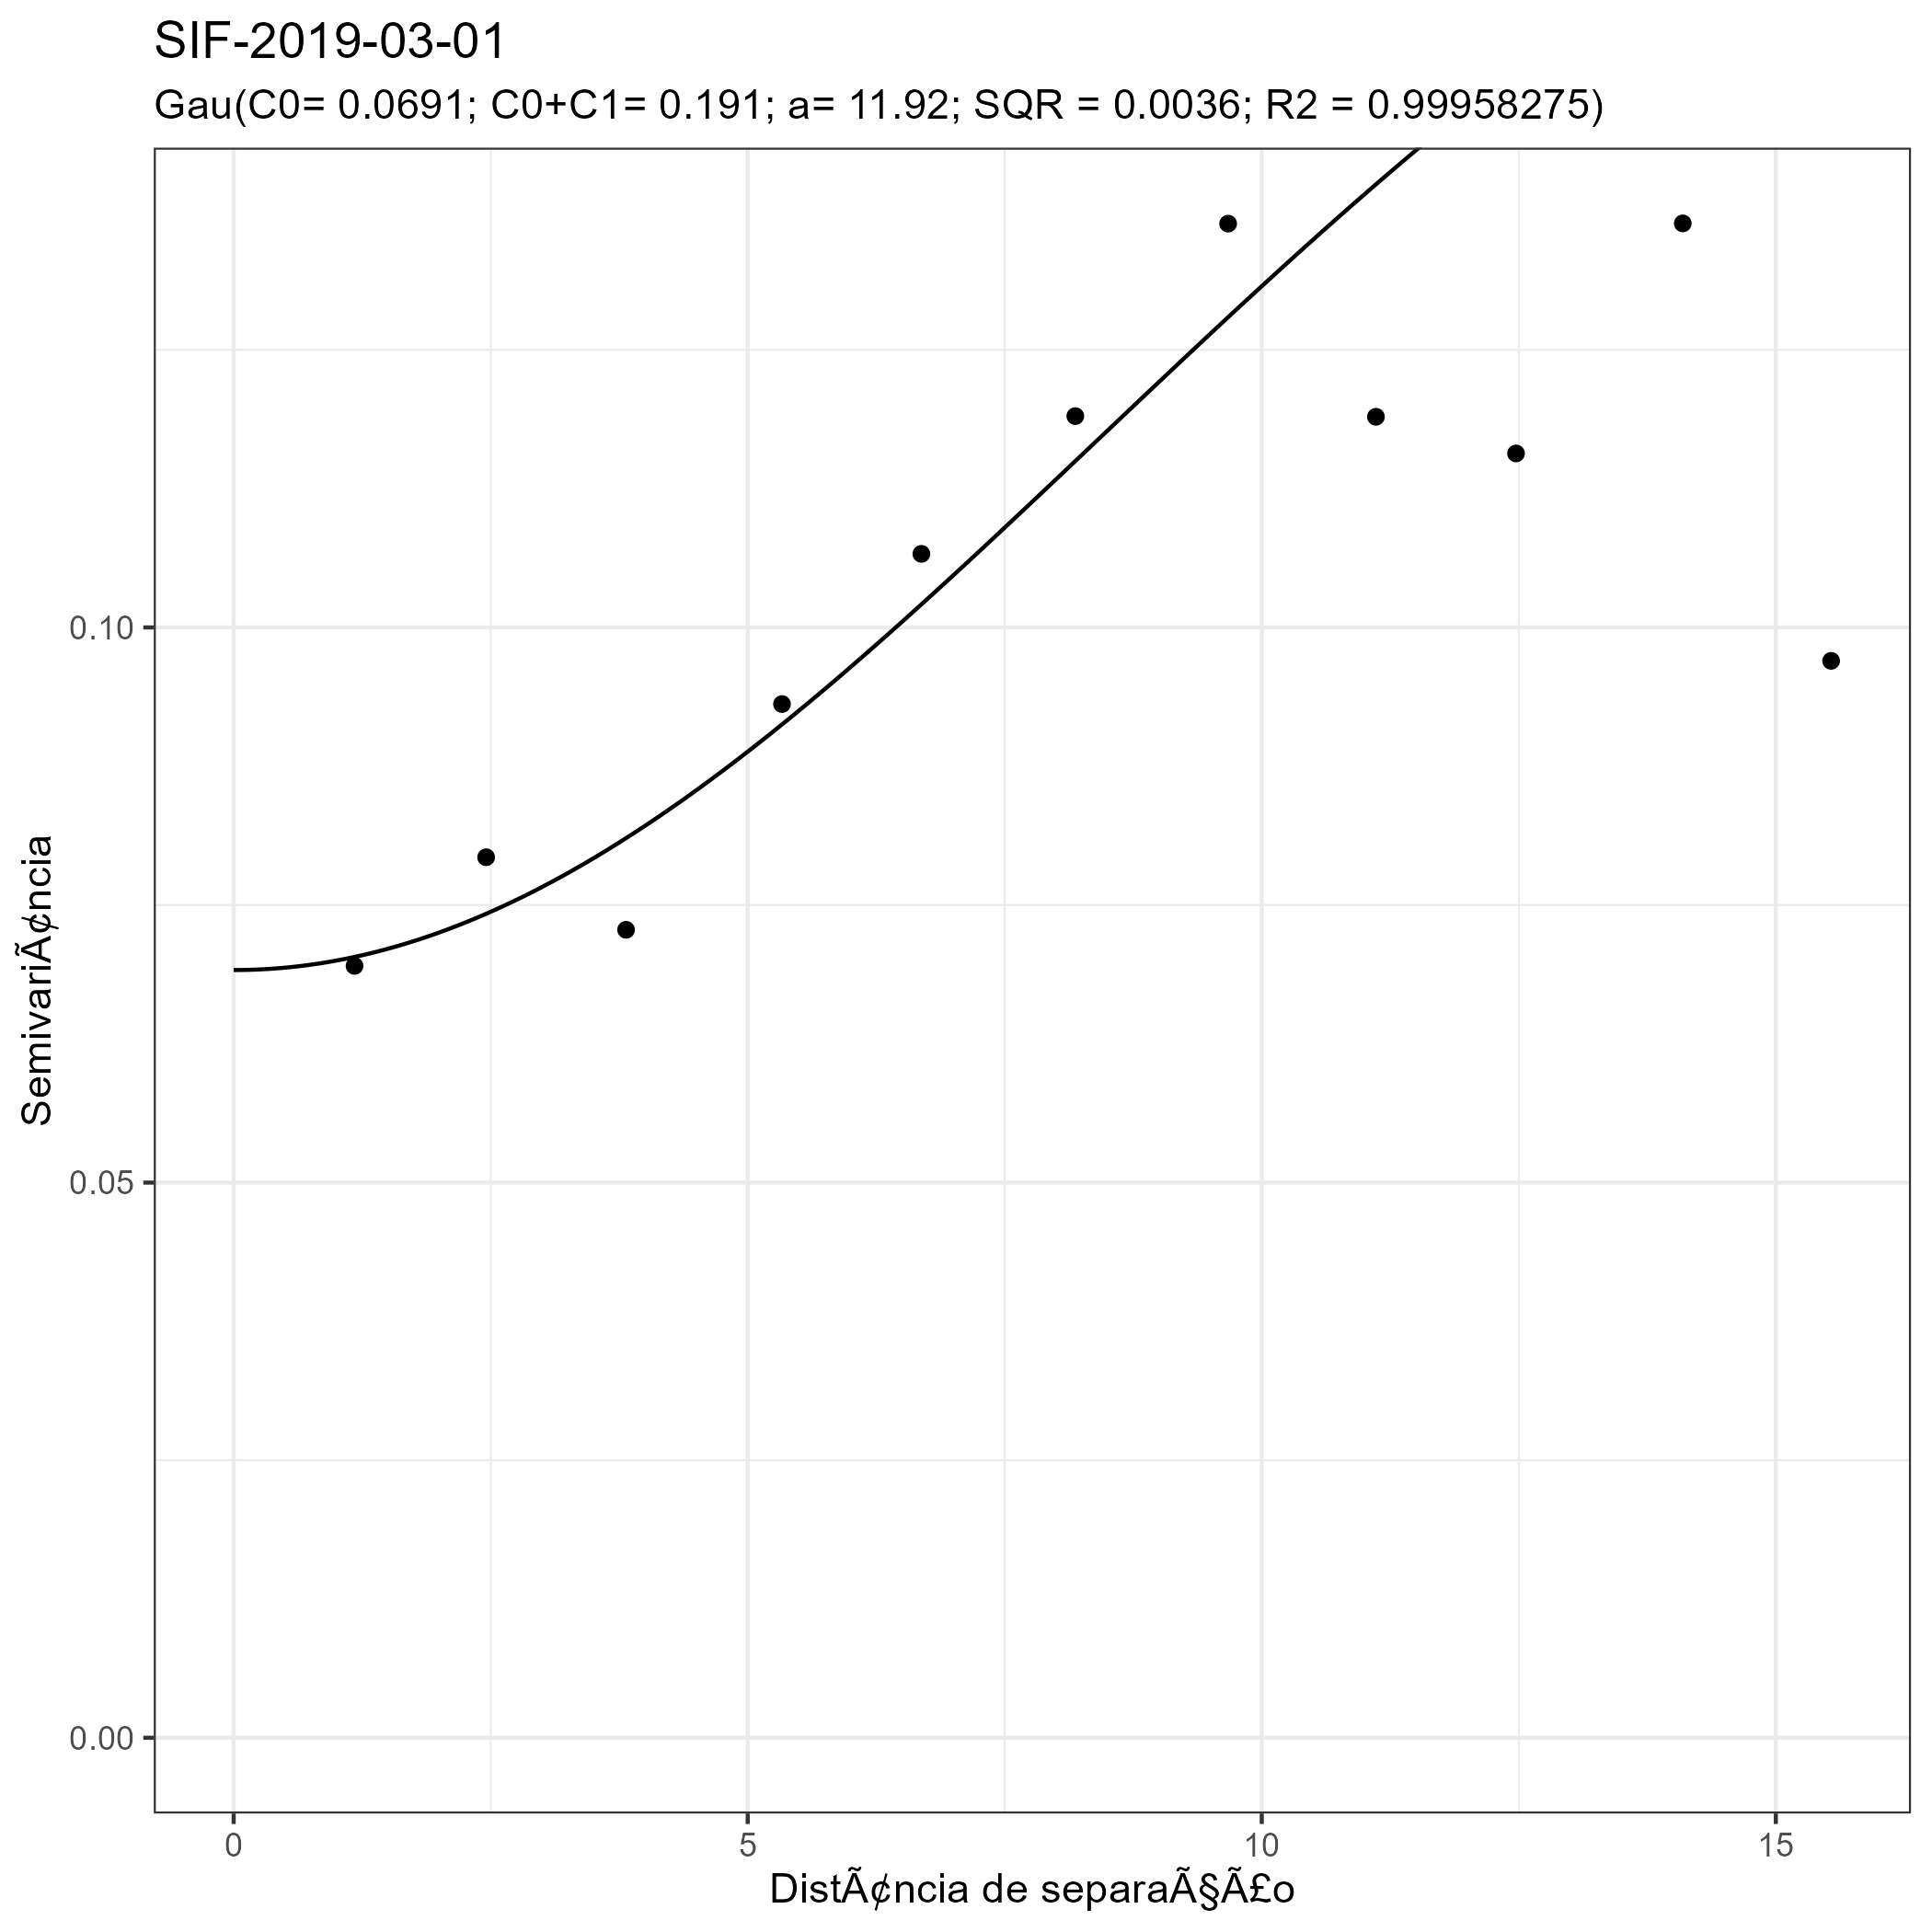 SIF-2019-03-01
Gau(C0= 0.0691; C0+C1= 0.191; a= 11.92; SQR = 0.0036; R2 = 0.99958275)
SemivariÃ¢ncia
0.10
0.05
0.00
0
5
10
15
DistÃ¢ncia de separaÃ§Ã£o